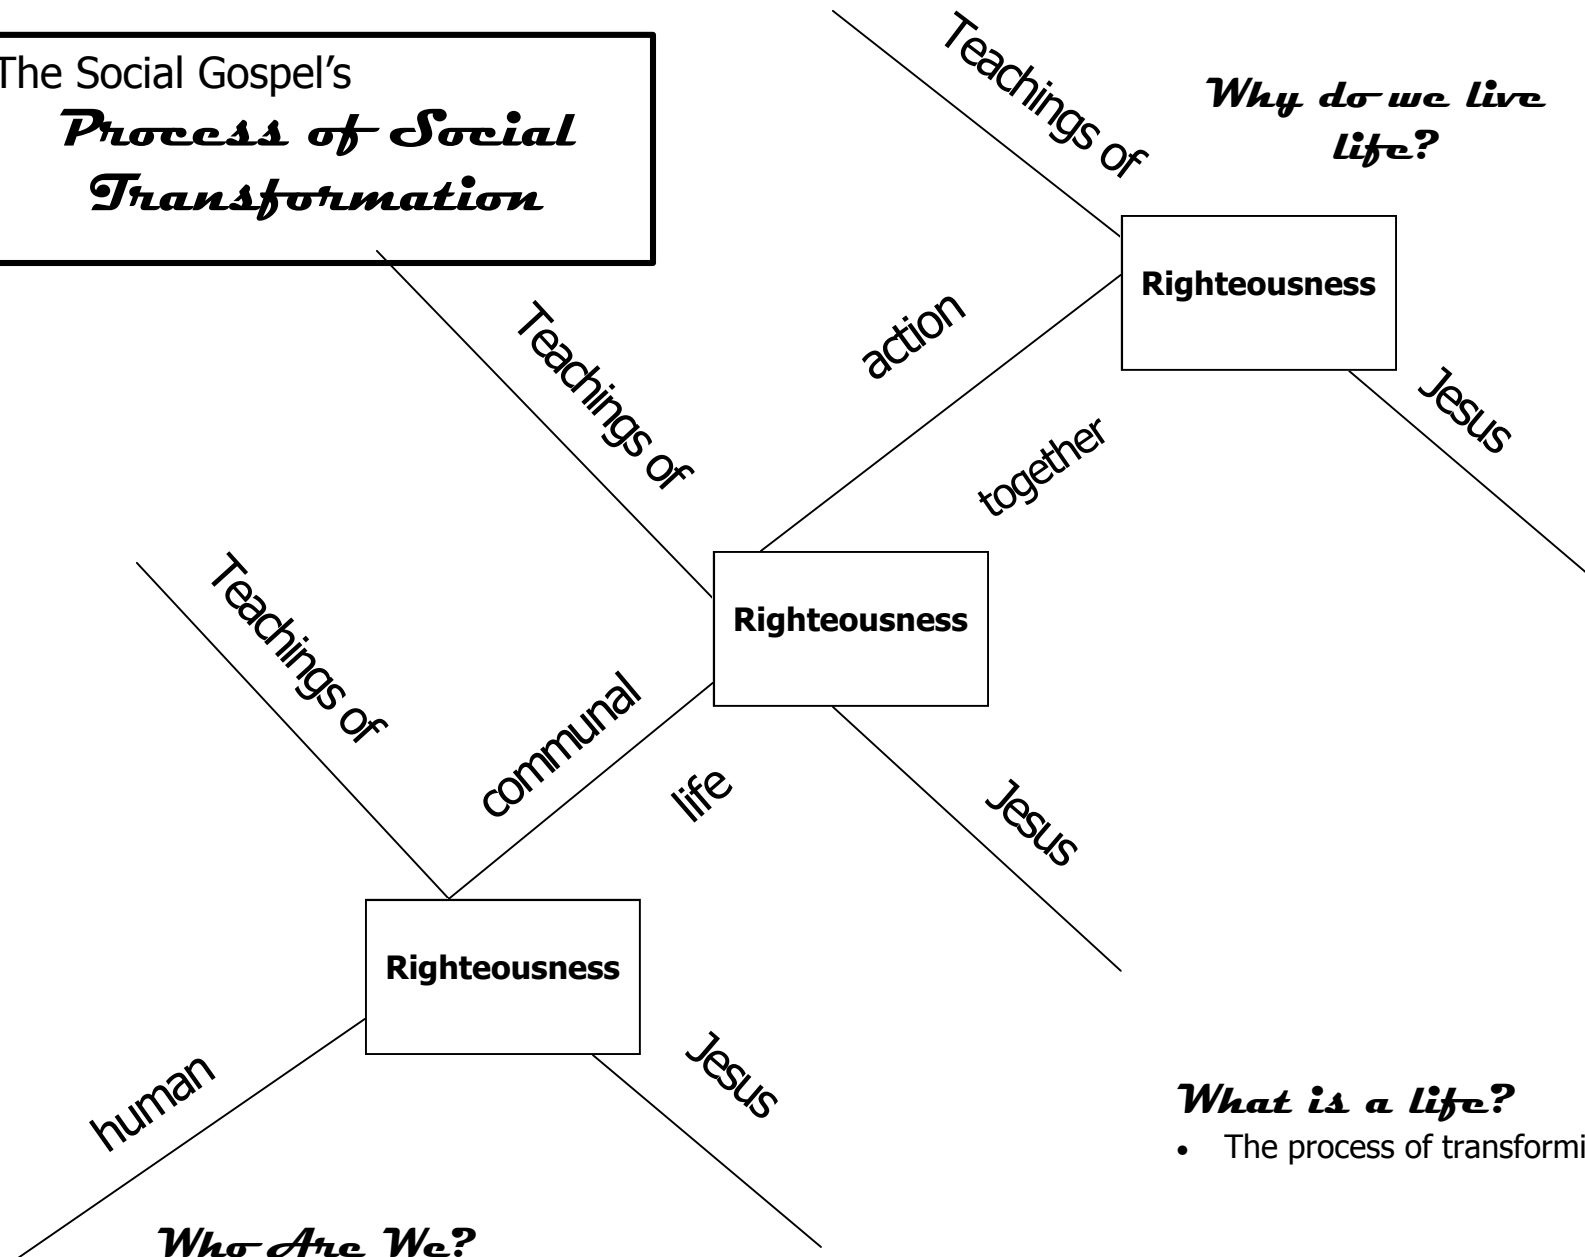 The Social Gospel's
Process of Social
Transformation
Teachings of
Why do we live
life?
Righteousness
action
together
Jesus
Teachings of
Righteousness
communal
life
Jesus
Teachings of
Righteousness
human
Jesus
What is a life?
• The process of transformi
Who Are We?